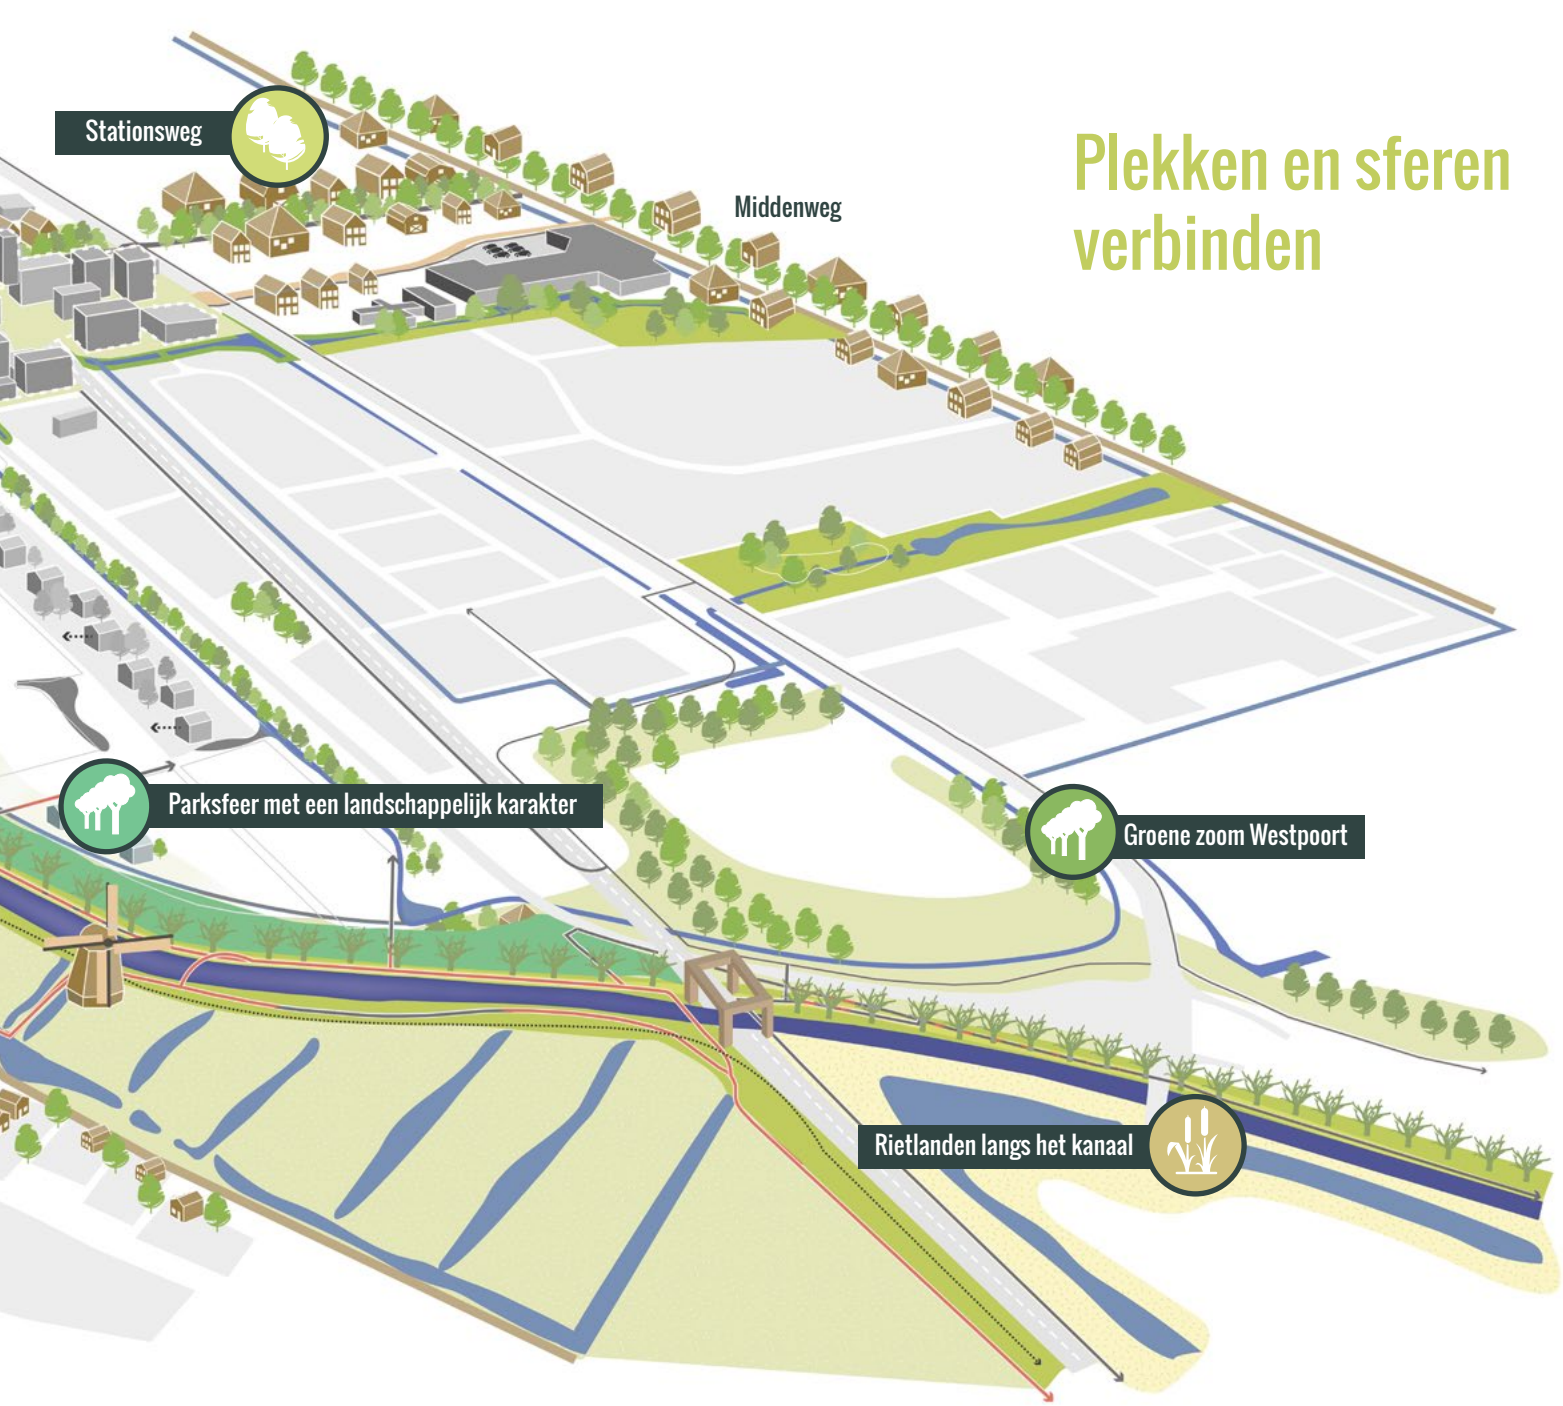 Stationsweg
Plekken en sferen
verbinden
Middenweg
Parksfeer met een landschappelijk karakter
Groene zoom Westpoort
Rietlanden langs het kanaal